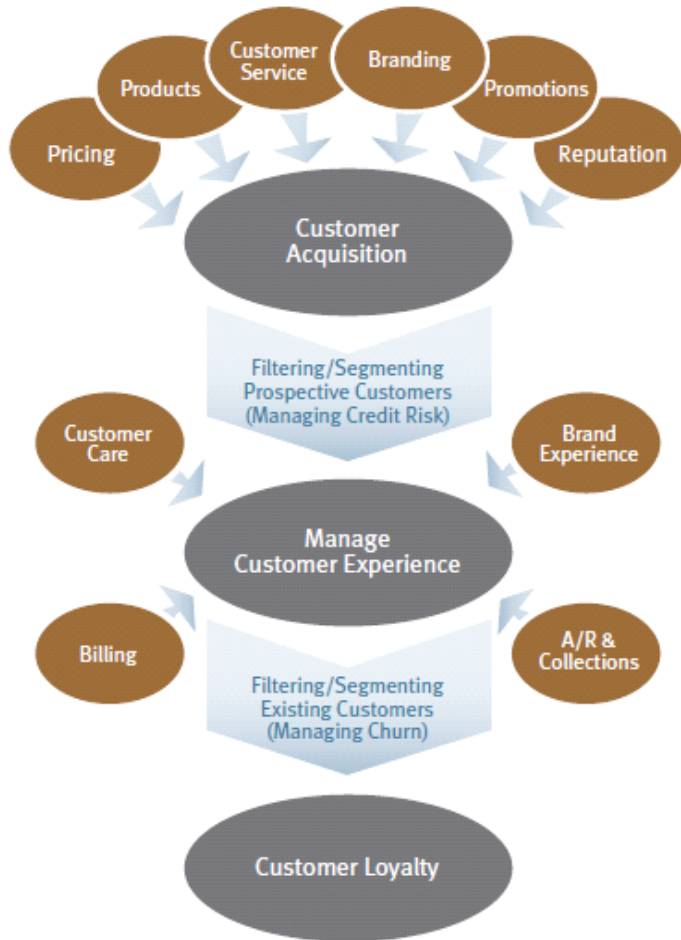 Customer
Service
Branding
Products
Promotions
Pricing
Reputation
Customer
Acquisition
Filtering/Segmenting
Prospective Customers
(Managing Credit Risk)
Customer
Care
Brand
Experience
Manage
Customer Experience
Billing
A/R &
Collections
Filtering/Segmenting
Existing Customers
(Managing Churn)
Customer Loyalty